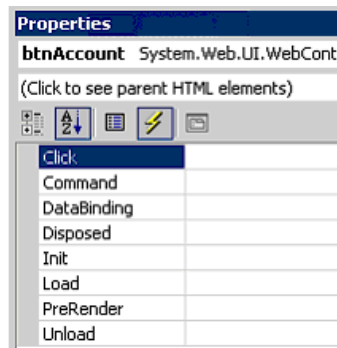 Properties
btnAccount System.Web.UI.WebCont
(Click to see parent HTML elements)
Click
Command
DataBinding
Disposed
Init
Load
PreRender
Unload